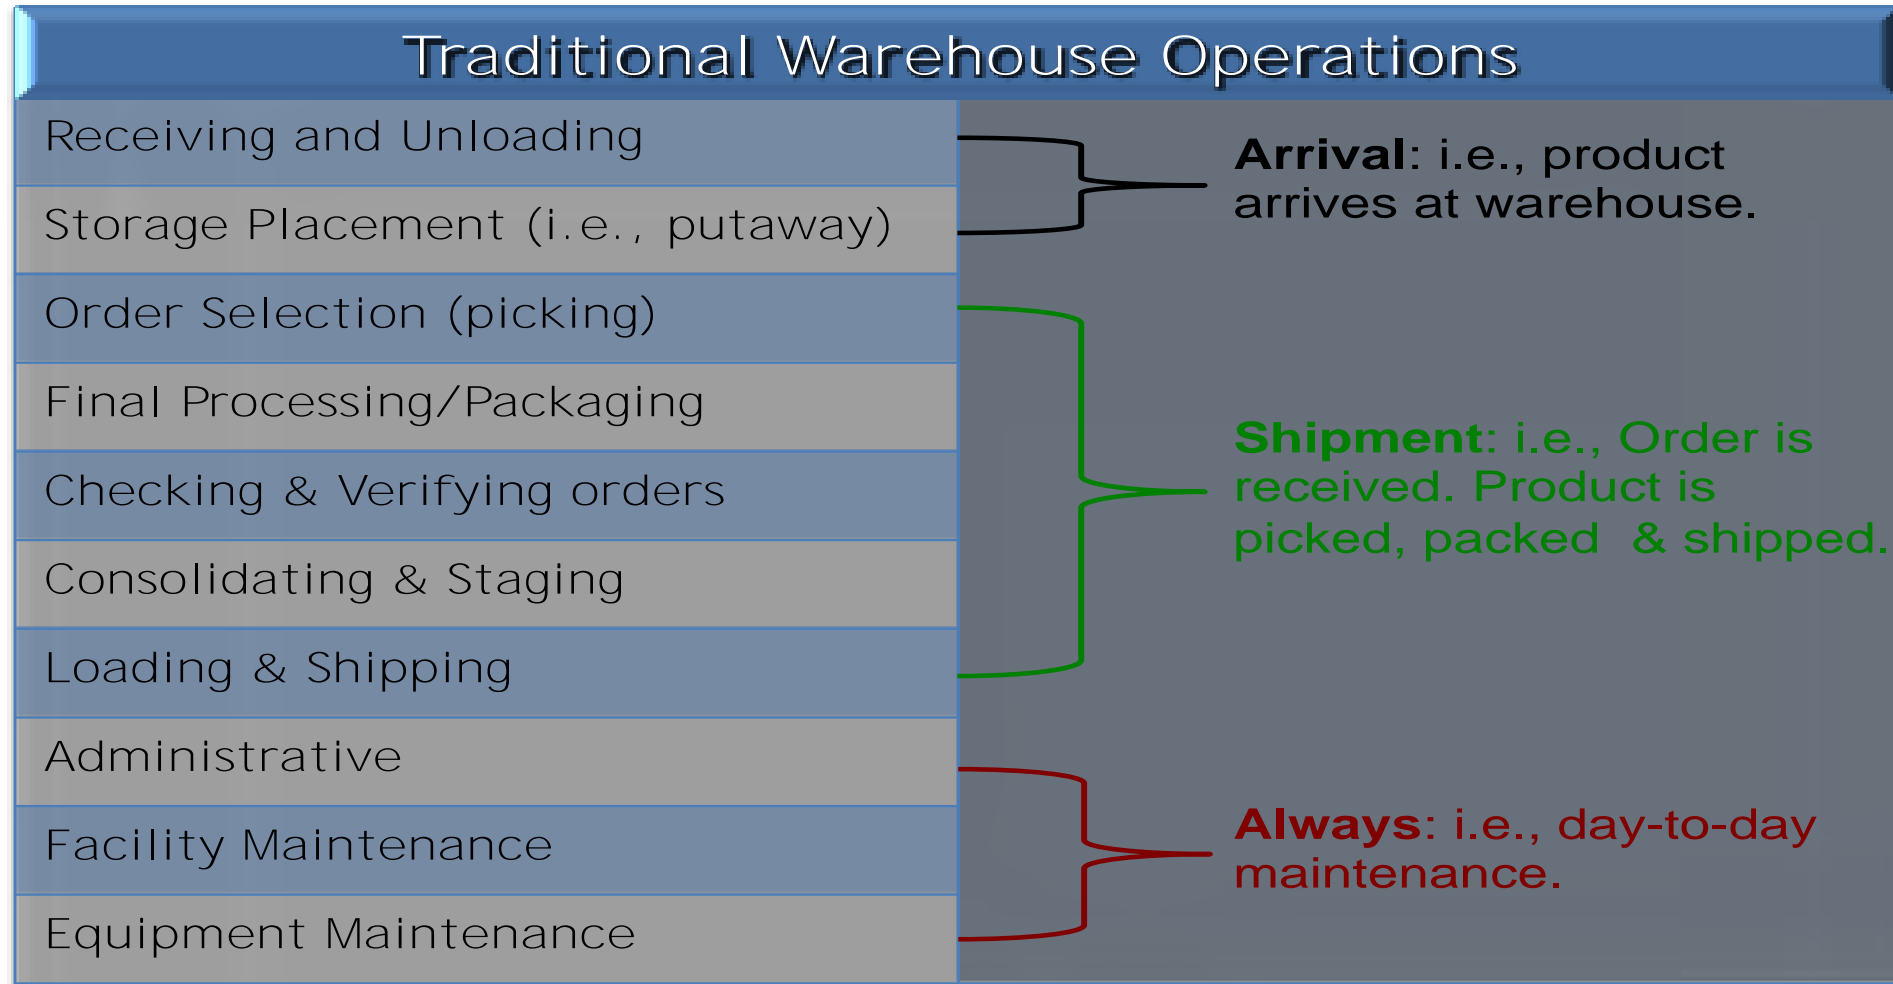 Traditional Warehouse Operations
Receiving and Unloading
Storage Placement (i.e., putaway)
Order Selection (picking)
Final Processing/Packaging
Checking & Verifying orders
Consolidating & Staging
Loading & Shipping
Administrative
Facility Maintenance
Equipment Maintenance
Arrival: i.e., product
arrives at warehouse.
Shipment: i.e., Order is
received. Product is
picked, packed & shipped.
Always: i.e., day-to-day
maintenance.